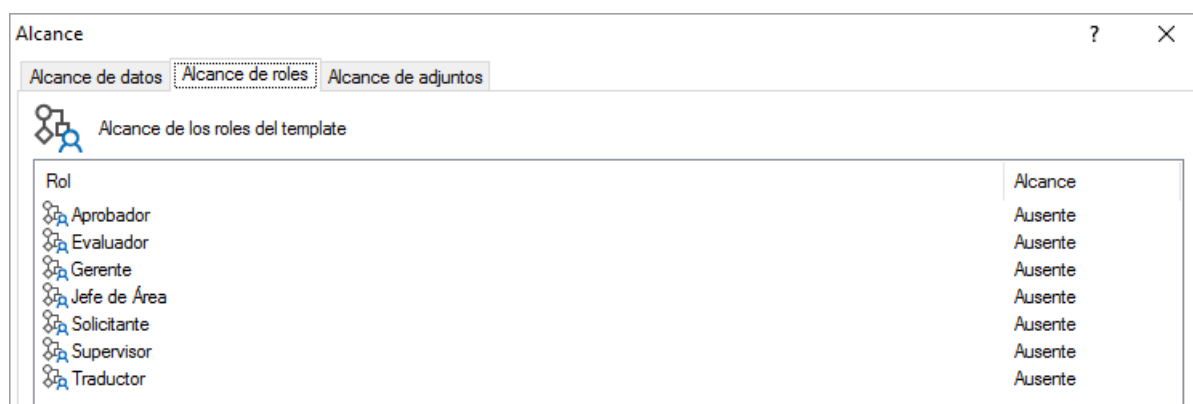 Alcance ?
Alcance de datos Alcance de roles Alcance de adjuntos
Alcance de los roles del template
Rol Alcance
Aprobador Ausente
Evaluador Ausente
Gerente Ausente
Jefe de Área Ausente
Solicitante Ausente
Supervisor Ausente
Traductor Ausente